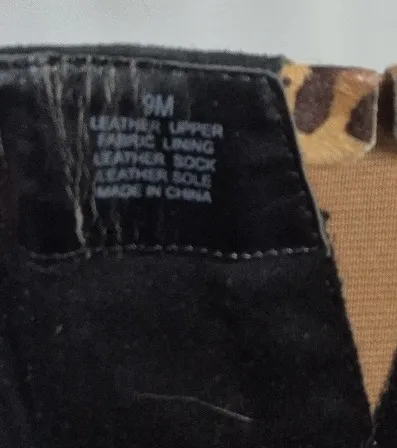 9M
LEATHER UPPER
FABRIC LINING
LEATHER SOCK
LEATHER SOLE
MADE IN CHINA